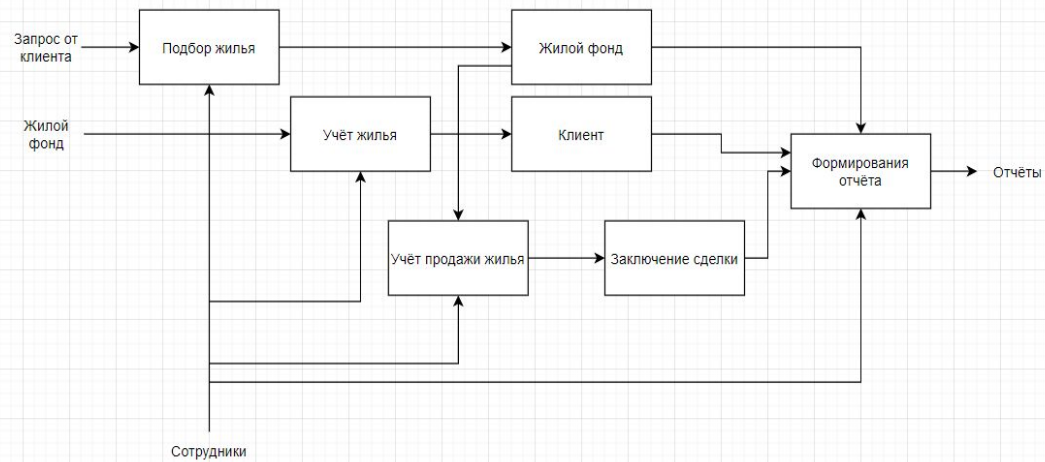 Запрос от
клиента
Подбор жилья
Жилой фонд
Жилой
фонд
Учёт жилья
Клиент
Формирования
отчёта
Отчёты
Учёт продажи жилья
Заключение сделки
Сотрудники